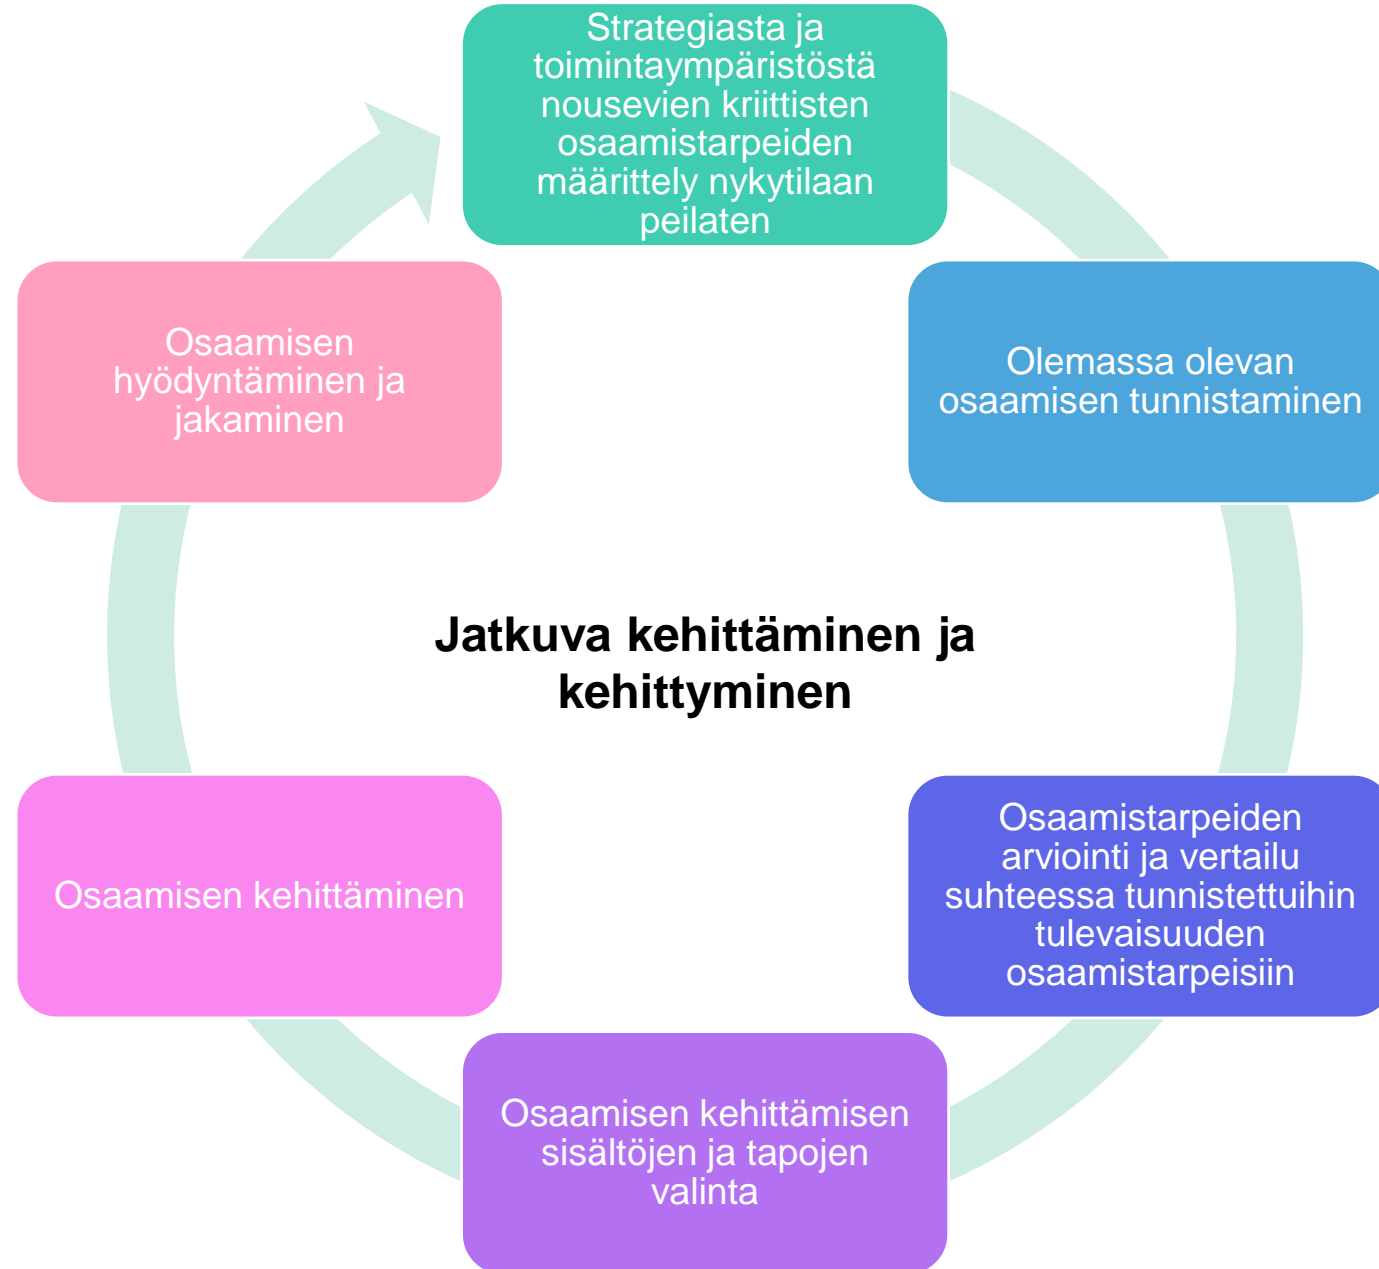 Strategiasta ja
toimintaympäristöstä
nousevien kriittisten
osaamistarpeiden
määrittely nykytilaan
peilaten
Olemassa olevan
osaamisen tunnistaminen
Osaamistarpeiden
arviointi ja vertailu
suhteessa tunnistettuihin
tulevaisuuden
osaamistarpeisiin
Osaamisen kehittämisen
sisältöjen ja tapojen
valinta
Osaamisen kehittäminen
Osaamisen
hyödyntäminen ja
jakaminen
Jatkuva kehittäminen ja
kehittyminen